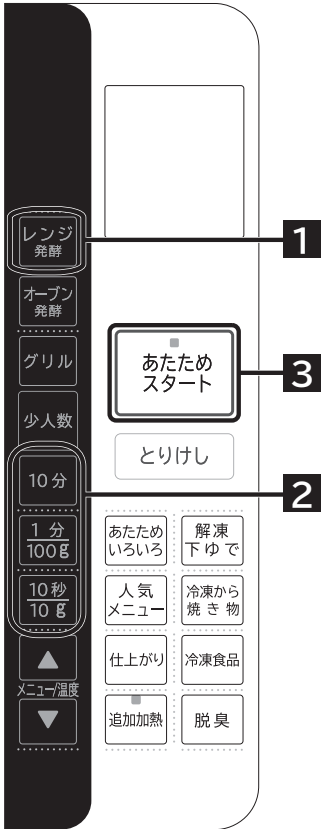 レンジ
発酵
1
オーブン
発酵
グリル
あたため
スタート
3
少人数
とりけし
10分
2
1分
100g
10秒
10g
あたため
いろいろ
解凍
下ゆで
人気
メニュー
冷凍から
焼き物
▲
メニュー/温度
▼
仕上がり
冷凍食品
追加加熱
脱臭